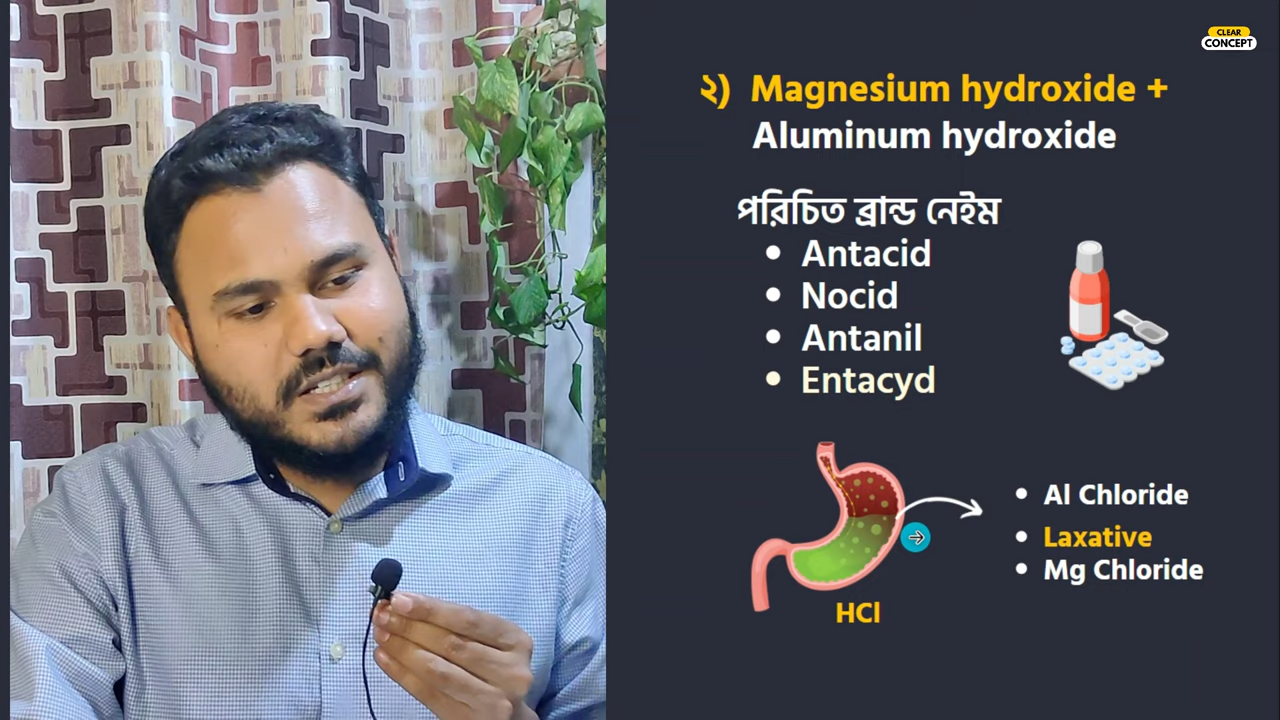 CLEAR
CONCEPT
২) Magnesium hydroxide +
Aluminum hydroxide
পরিচিত ব্রান্ড নেইম
• Antacid
• Nocid
• Antanil
• Entacyd
• Al Chloride
• Laxative
• Mg Chloride
HCl